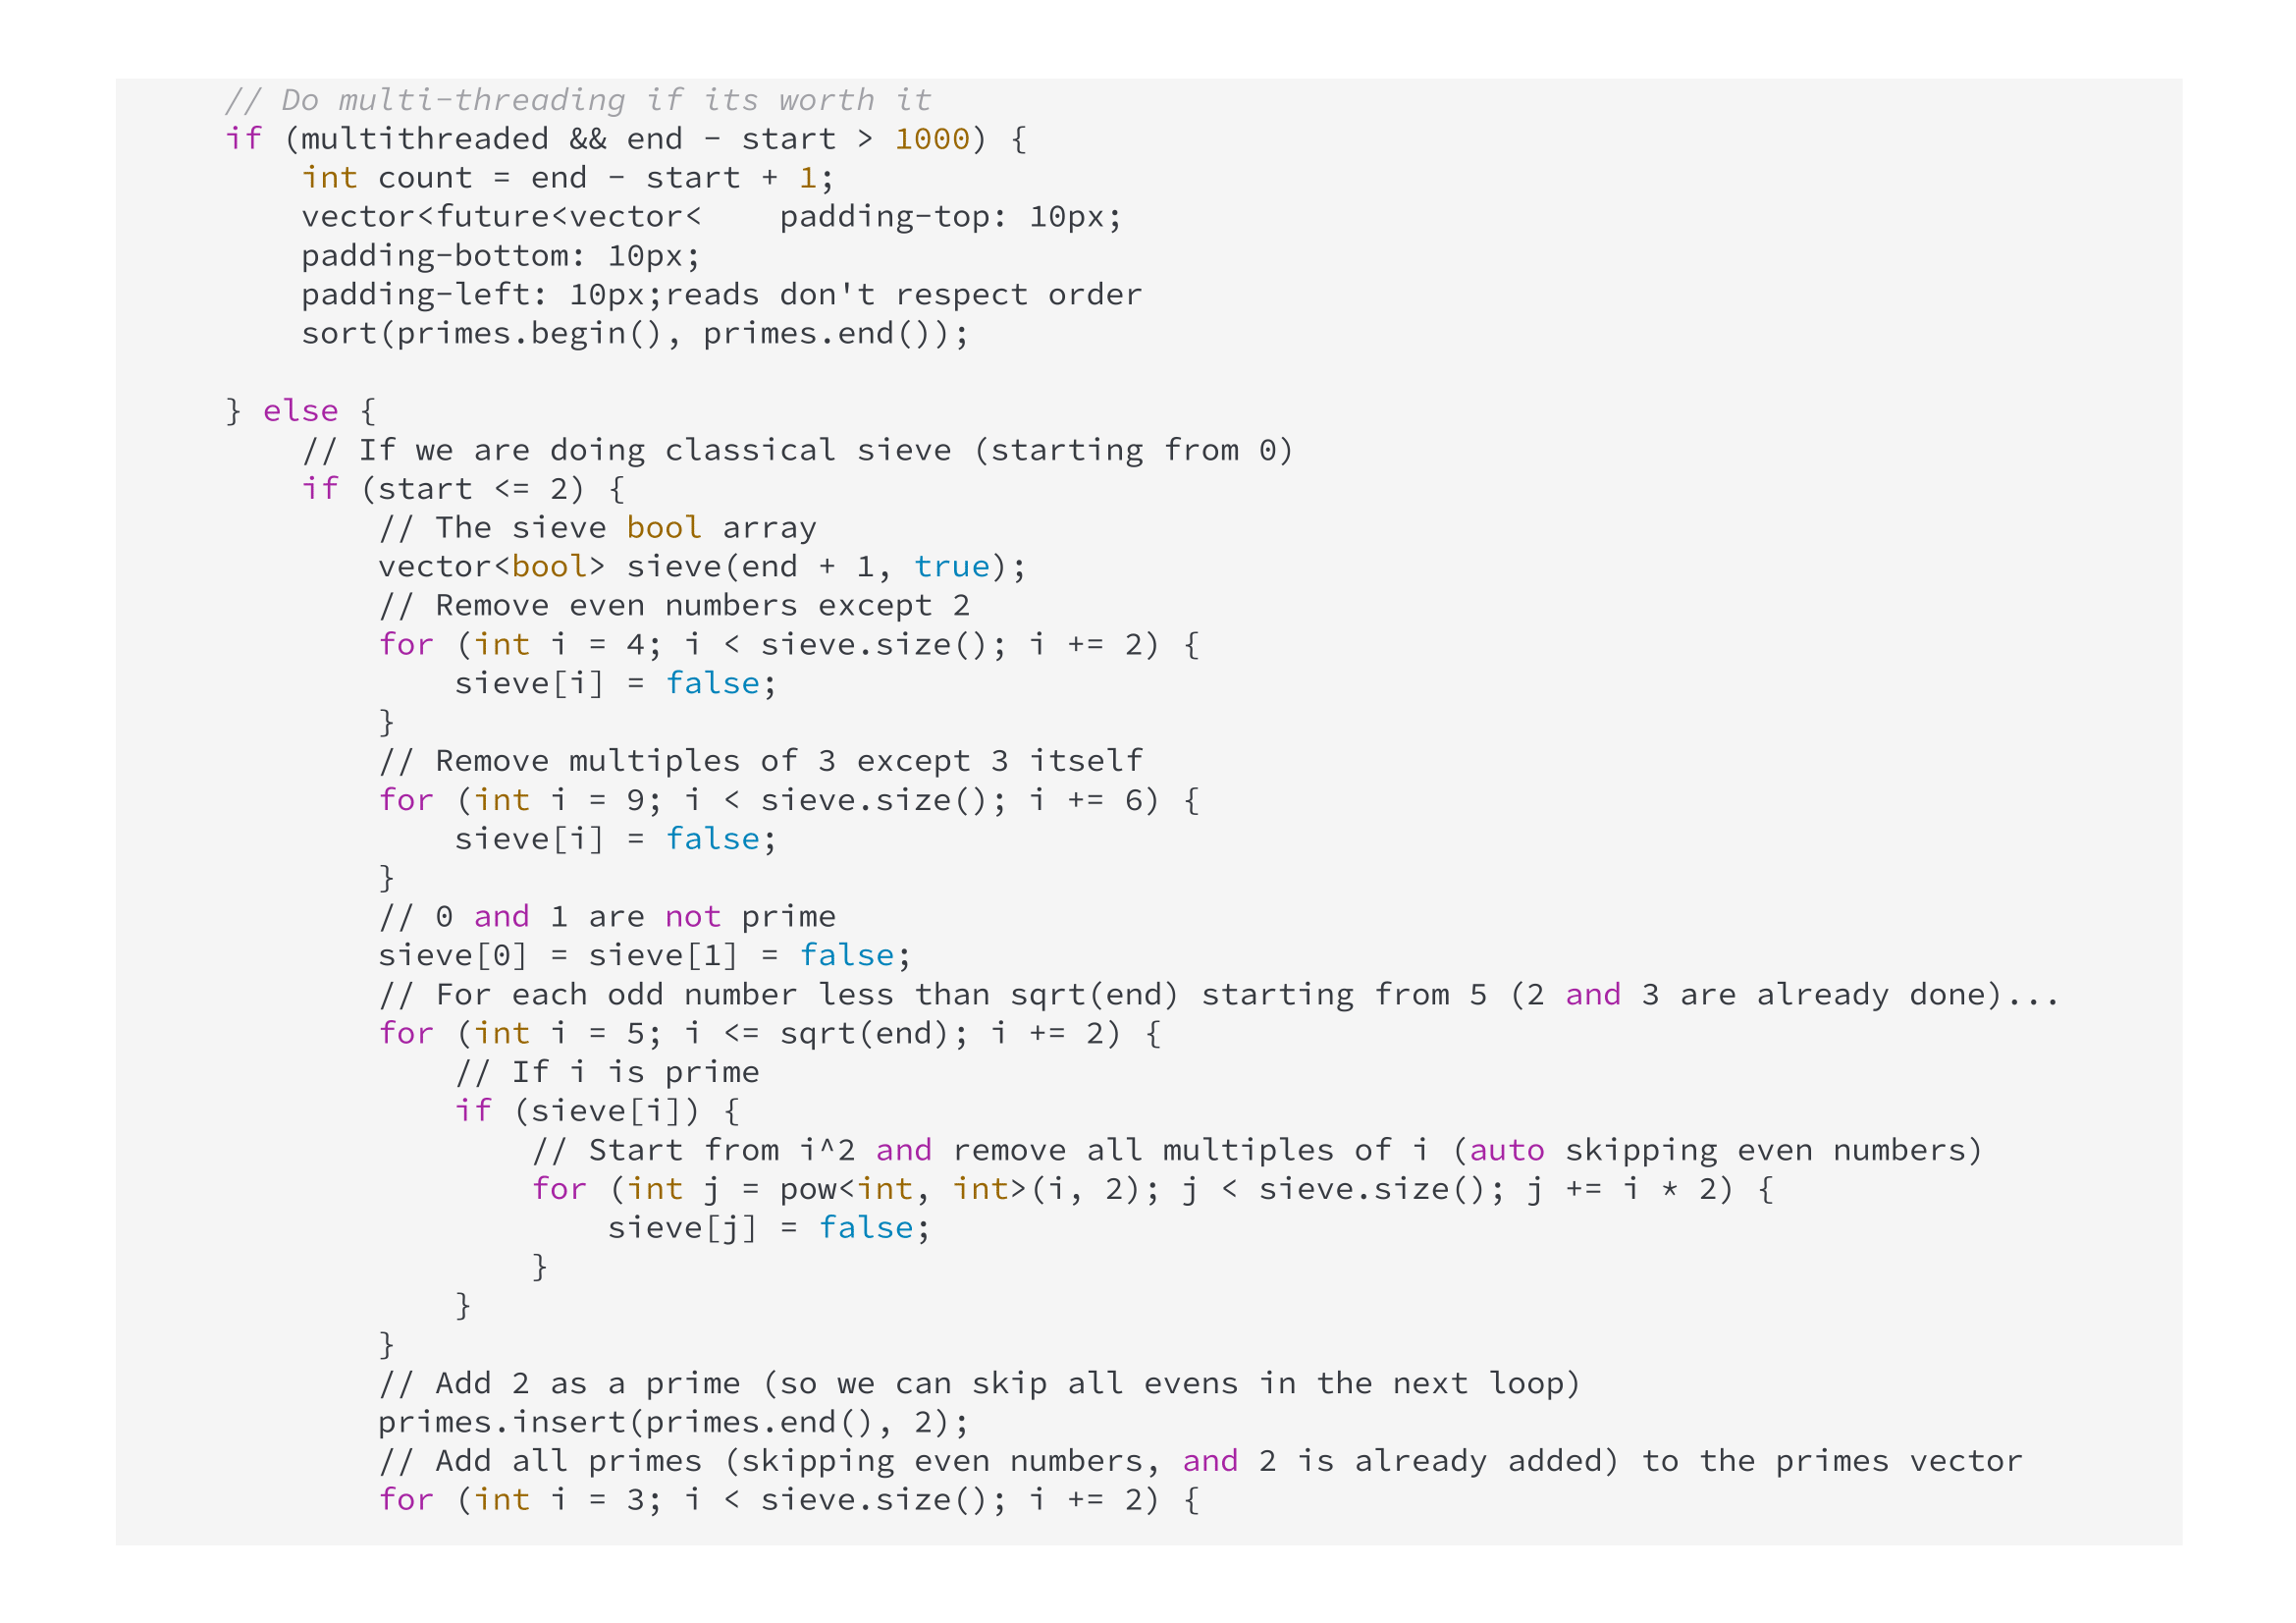 // Do multi-threading if its worth it
if (multithreaded && end - start > 1000) {
    int count = end - start + 1;
    vector<future<vector<    padding-top: 10px;
    padding-bottom: 10px;
    padding-left: 10px;reads don't respect order
    sort(primes.begin(), primes.end());

} else {
    // If we are doing classical sieve (starting from 0)
    if (start <= 2) {
        // The sieve bool array
        vector<bool> sieve(end + 1, true);
        // Remove even numbers except 2
        for (int i = 4; i < sieve.size(); i += 2) {
            sieve[i] = false;
        }
        // Remove multiples of 3 except 3 itself
        for (int i = 9; i < sieve.size(); i += 6) {
            sieve[i] = false;
        }
        // 0 and 1 are not prime
        sieve[0] = sieve[1] = false;
        // For each odd number less than sqrt(end) starting from 5 (2 and 3 are already done)...
        for (int i = 5; i <= sqrt(end); i += 2) {
            // If i is prime
            if (sieve[i]) {
                // Start from i^2 and remove all multiples of i (auto skipping even numbers)
                for (int j = pow<int, int>(i, 2); j < sieve.size(); j += i * 2) {
                    sieve[j] = false;
                }
            }
        }
        // Add 2 as a prime (so we can skip all evens in the next loop)
        primes.insert(primes.end(), 2);
        // Add all primes (skipping even numbers, and 2 is already added) to the primes vector
        for (int i = 3; i < sieve.size(); i += 2) {